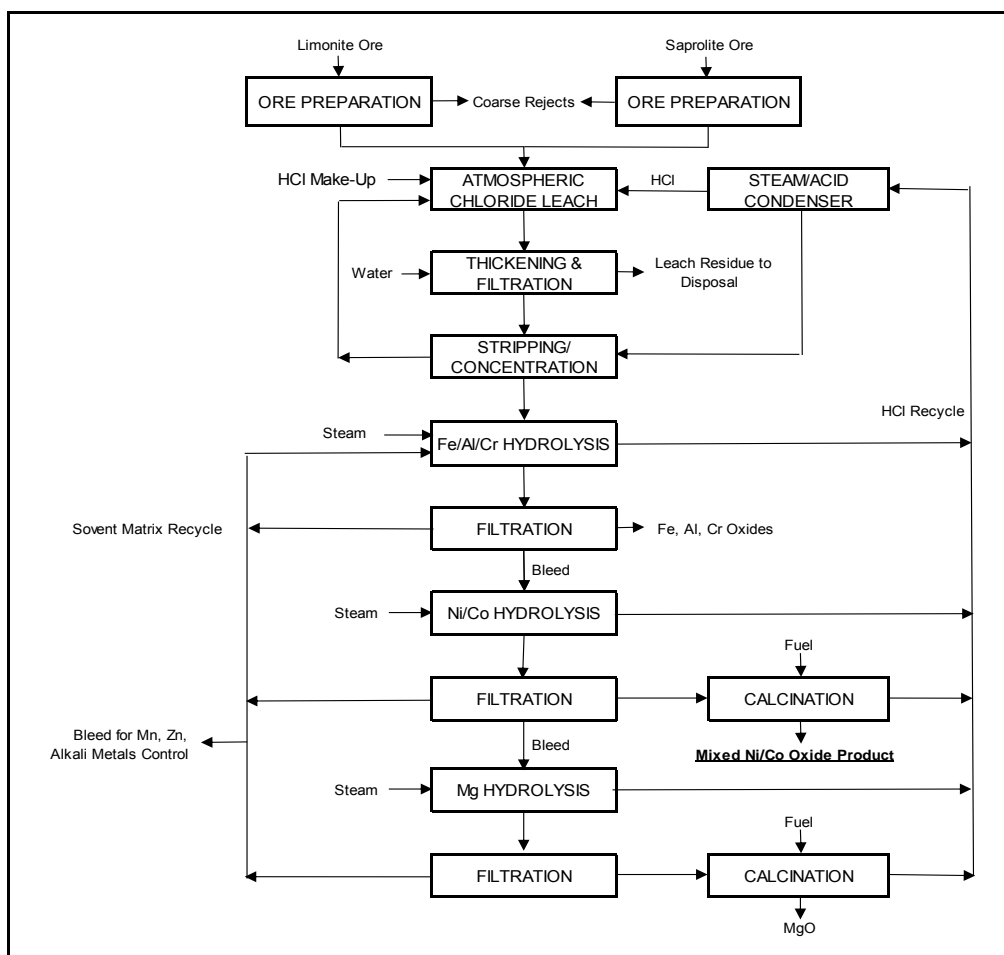 Limonite Ore
Saprolite Ore
ORE PREPARATION
Coarse Rejects
ORE PREPARATION
HCl Make-Up
ATMOSPHERIC
CHLORIDE LEACH
HCl
STEAM/ACID
CONDENSER
Water
THICKENING &
FILTRATION
Leach Residue to
Disposal
STRIPPING/
CONCENTRATION
HCl Recycle
Steam
Fe/Al/Cr HYDROLYSIS
Sovent Matrix Recycle
FILTRATION
Fe, Al, Cr Oxides
Bleed
Steam
Ni/Co HYDROLYSIS
Fuel
FILTRATION
CALCINATION
Bleed for Mn, Zn,
Alkali Metals Control
Bleed
Mixed Ni/Co Oxide Product
Steam
Mg HYDROLYSIS
Fuel
FILTRATION
CALCINATION
MgO